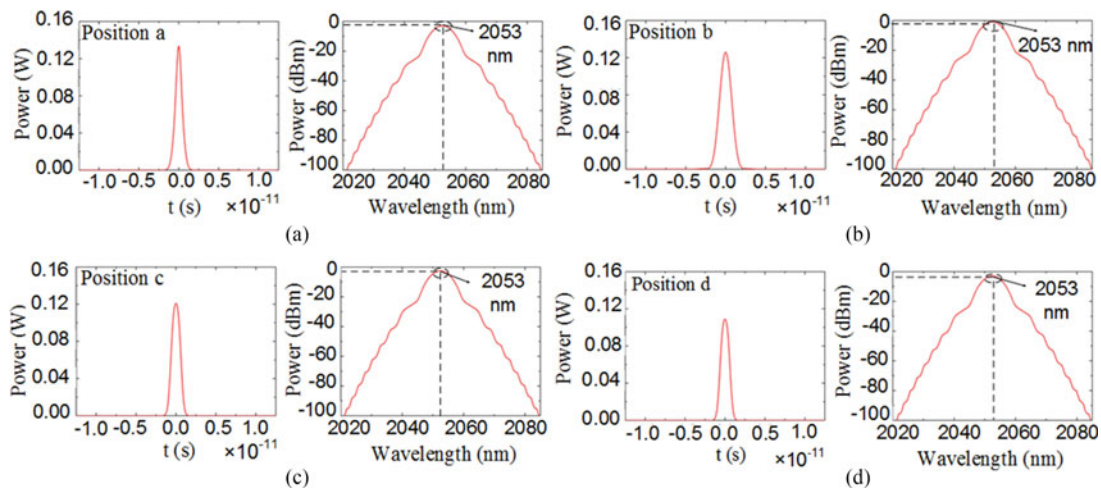 0.16
0.12
0.08
0.04
0.00
Power (W)
Position a
-1.0 -0.5 0.0 0.5 1.0
t (s) ×10⁻¹¹
0
-20
-40
-60
-80
-100
Power (dBm)
2053
nm
2020 2040 2060 2080
Wavelength (nm)
(a)
0.16
0.12
0.08
0.04
0.00
Power (W)
Position b
-1.0 -0.5 0.0 0.5 1.0
t (s) ×10⁻¹¹
0
-20
-40
-60
-80
-100
Power (dBm)
2053 nm
2020 2040 2060 2080
Wavelength (nm)
(b)
0.16
0.12
0.08
0.04
0.00
Power (W)
Position c
-1.0 -0.5 0.0 0.5 1.0
t (s) ×10⁻¹¹
0
-20
-40
-60
-80
-100
Power (dBm)
2053
nm
2020 2040 2060 2080
Wavelength (nm)
(c)
0.16
0.12
0.08
0.04
0.00
Power (W)
Position d
-1.0 -0.5 0.0 0.5 1.0
t (s) ×10⁻¹¹
0
-20
-40
-60
-80
-100
Power (dBm)
2053
nm
2020 2040 2060 2080
Wavelength (nm)
(d)